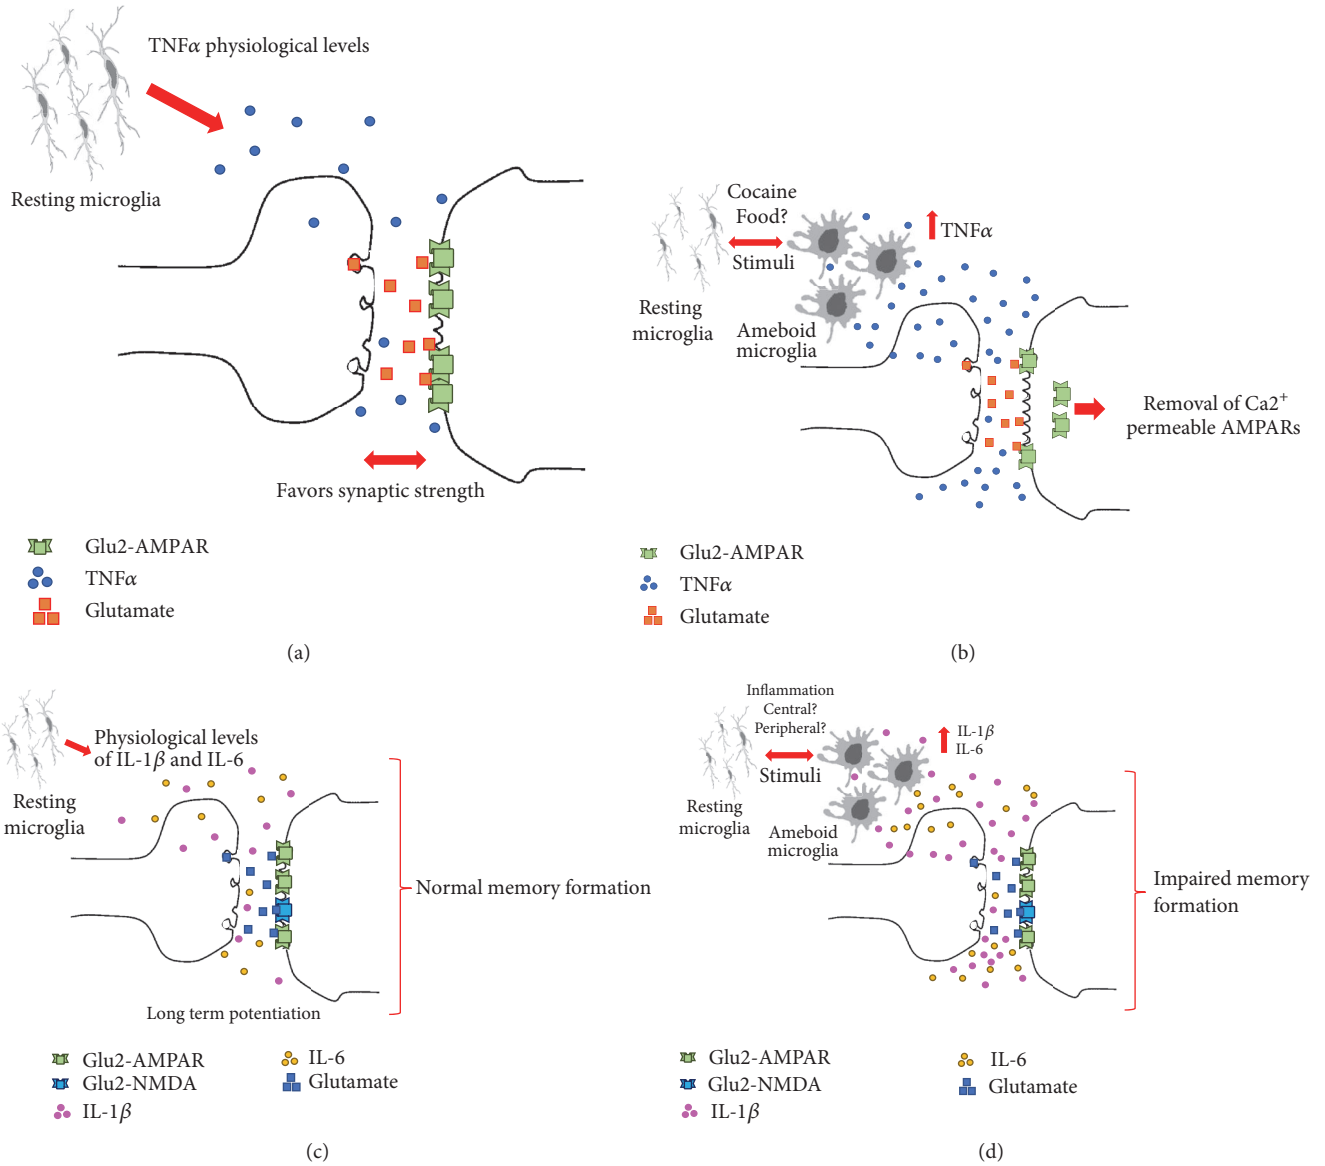 TNFα physiological levels
Resting microglia
Favors synaptic strength
Glu2-AMPAR
TNFα
Glutamate
(a)
Cocaine
Food?
Stimuli
TNFα
Resting
microglia
Ameboid
microglia
Removal of Ca2⁺
permeable AMPARs
Glu2-AMPAR
TNFα
Glutamate
(b)
Physiological levels
of IL-1β and IL-6
Resting
microglia
Normal memory formation
Long term potentiation
Glu2-AMPAR
Glu2-NMDA
IL-1β
IL-6
Glutamate
(c)
Inflammation
Central?
Peripheral?
Stimuli
IL-1β
IL-6
Resting
microglia
Ameboid
microglia
Impaired memory
formation
Glu2-AMPAR
Glu2-NMDA
IL-1β
IL-6
Glutamate
(d)